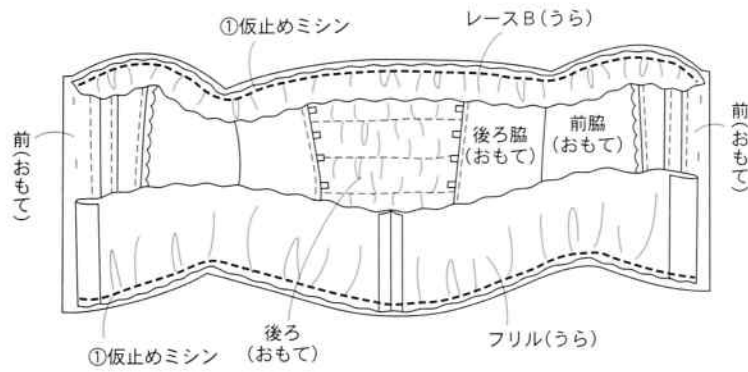 ①仮止めミシン
レースB(うら)
前(おもて)
後ろ脇
(おもて)
前脇
(おもて)
前(おもて)
①仮止めミシン
後ろ
(おもて)
フリル(うら)